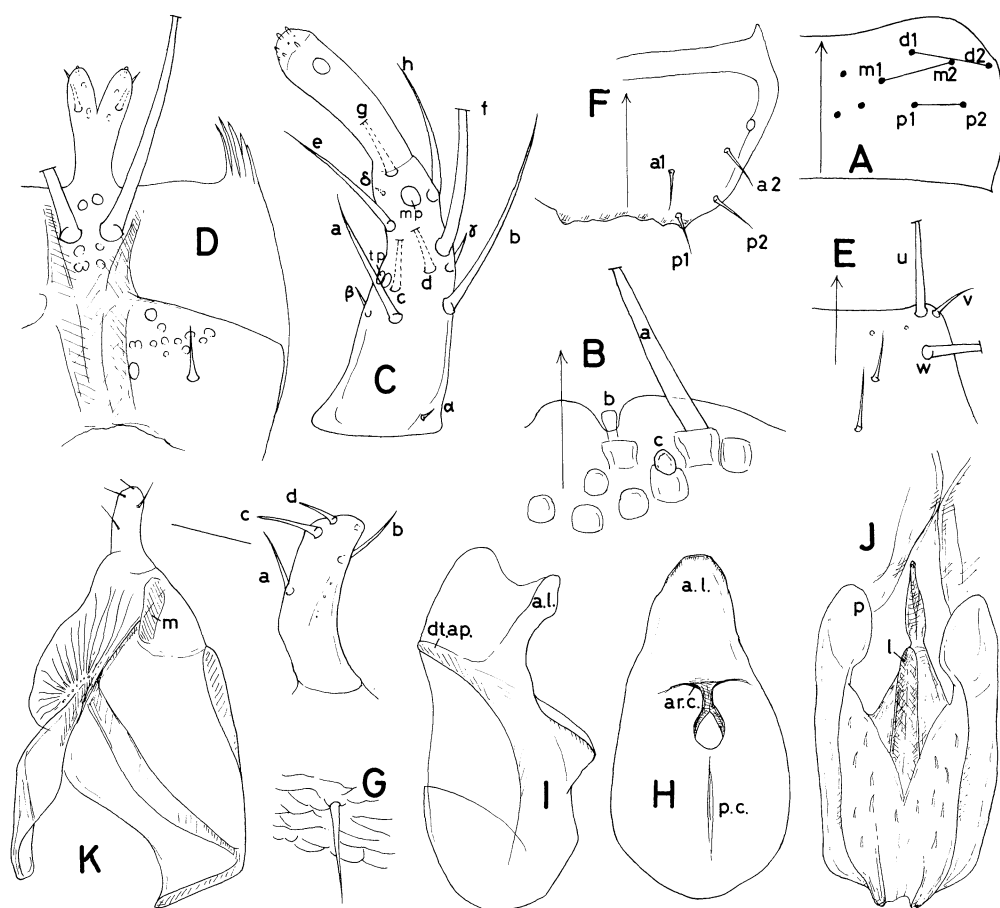 D
C
h
g
f
e
δ
mp
a
tp
γ
b
β
c
d
α
F
a1
a2
p1
p2
A
d1
d2
m1
m2
p1
p2
B
a
b
c
E
u
v
w
K
m
a
b
c
d
G
I
a.l.
dt.ap.
H
a.l.
ar.c.
p.c.
J
p
l